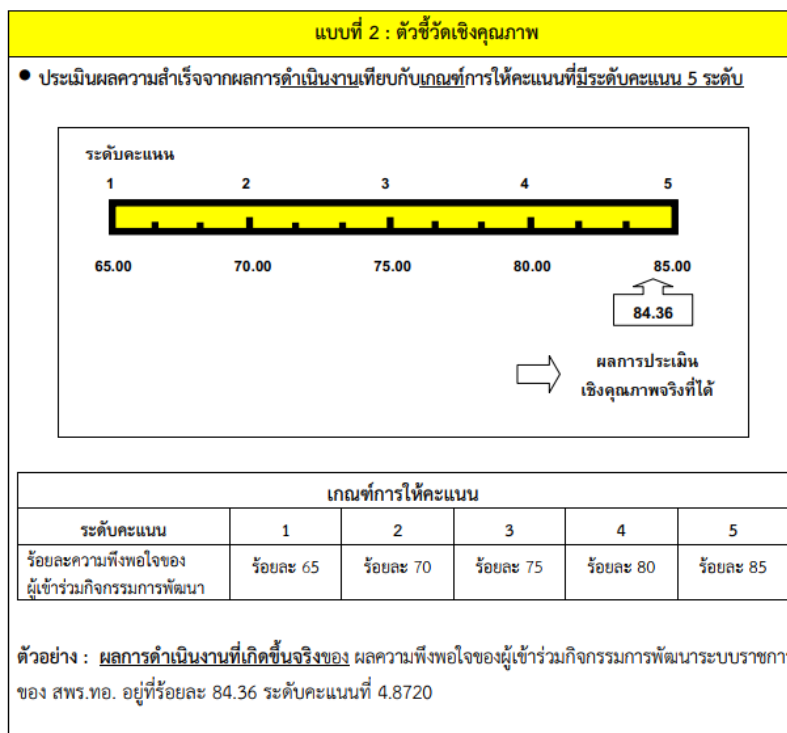 แบบที่ 2 : ตัวชี้วัดเชิงคุณภาพ
● ประเมินผลความสำเร็จจากผลการดำเนินงานเทียบกับเกณฑ์การให้คะแนนที่มีระดับคะแนน 5 ระดับ
ระดับคะแนน
1 2 3 4 5
65.00 70.00 75.00 80.00 85.00
84.36
ผลการประเมิน
เชิงคุณภาพจริงที่ได้
เกณฑ์การให้คะแนน
ระดับคะแนน 1 2 3 4 5
ร้อยละความพึงพอใจของ
ผู้เข้าร่วมกิจกรรมการพัฒนา ร้อยละ 65 ร้อยละ 70 ร้อยละ 75 ร้อยละ 80 ร้อยละ 85
ตัวอย่าง : ผลการดำเนินงานที่เกิดขึ้นจริงของ ผลความพึงพอใจของผู้เข้าร่วมกิจกรรมการพัฒนาระบบราชการ
ของ สพร.ทอ. อยู่ที่ร้อยละ 84.36 ระดับคะแนนที่ 4.8720